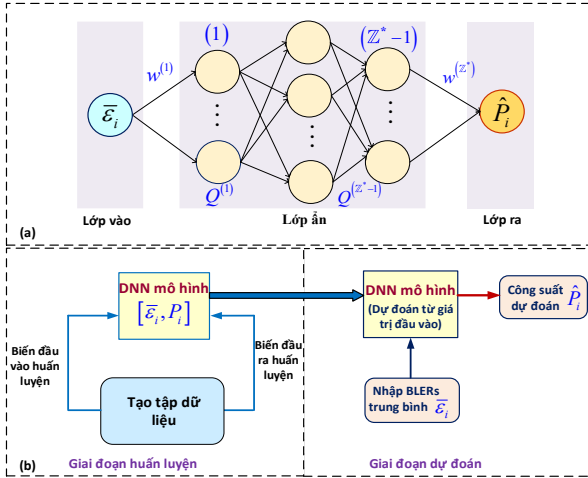 (1)
(ℤ* -1)
w⁽¹⁾
w^(ℤ*)
ε̄ᵢ
P̂ᵢ
Q⁽¹⁾
Q^(ℤ*-1)
Lớp vào
Lớp ẩn
Lớp ra
(a)
DNN mô hình
[ε̄ᵢ, Pᵢ]
DNN mô hình
(Dự đoán từ giá
trị đầu vào)
Công suất
dự đoán P̂ᵢ
Biến đầu
vào huấn
luyện
Biến đầu
ra huấn
luyện
Tạo tập dữ
liệu
Nhập BLERs
trung bình ε̄ᵢ
(b)
Giai đoạn huấn luyện
Giai đoạn dự đoán